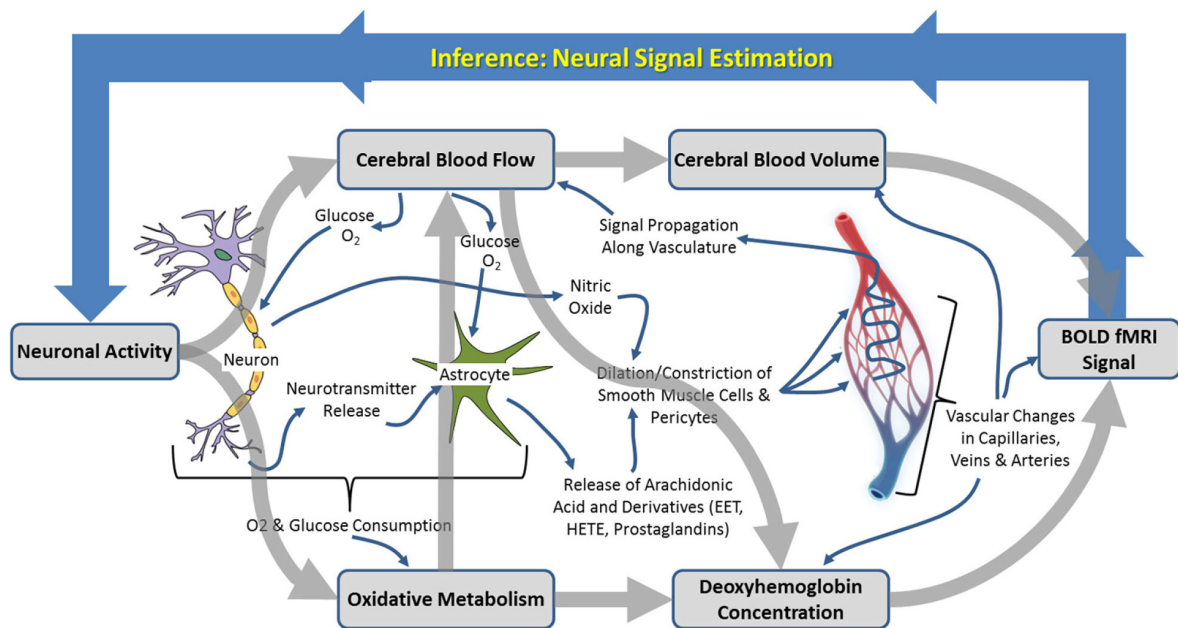 Inference: Neural Signal Estimation
Cerebral Blood Flow
Cerebral Blood Volume
Glucose
O2
Glucose
O2
Signal Propagation
Along Vasculature
Nitric
Oxide
Neuronal Activity
Neuron
Astrocyte
Neurotransmitter
Release
Dilation/Constriction of
Smooth Muscle Cells &
Pericytes
BOLD fMRI
Signal
Vascular Changes
in Capillaries,
Veins & Arteries
Release of Arachidonic
Acid and Derivatives (EET,
HETE, Prostaglandins)
O2 & Glucose Consumption
Oxidative Metabolism
Deoxyhemoglobin
Concentration